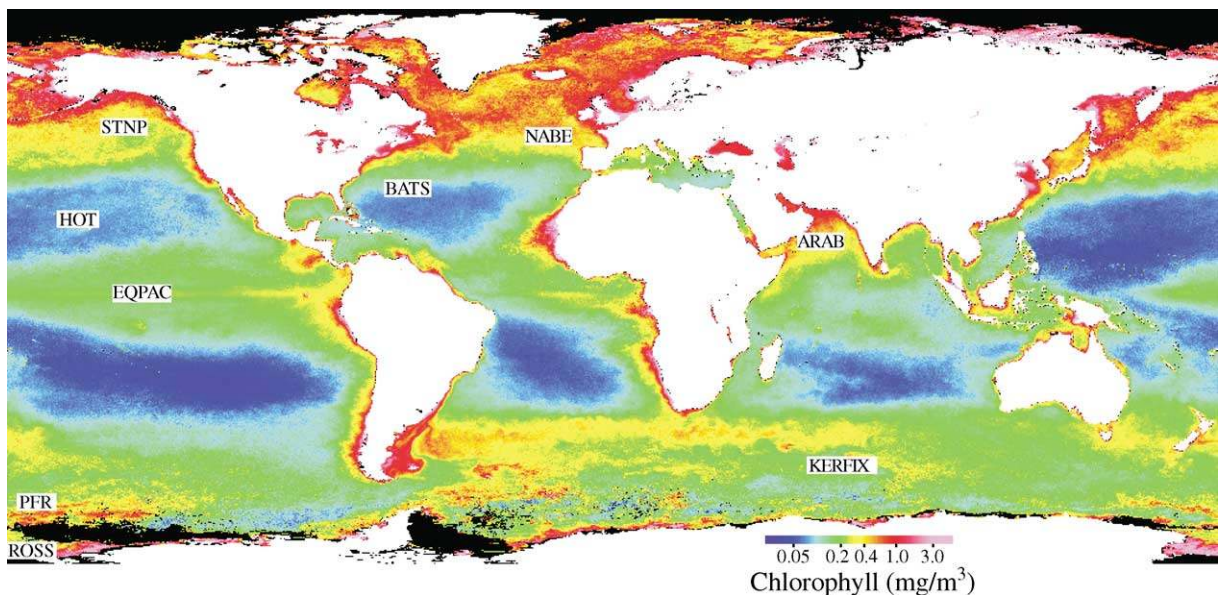 STNP
NABE
BATS
HOT
ARAB
EQPAC
KERFIX
PFR
ROSS
0.05 0.2 0.4 1.0 3.0
Chlorophyll (mg/m³)